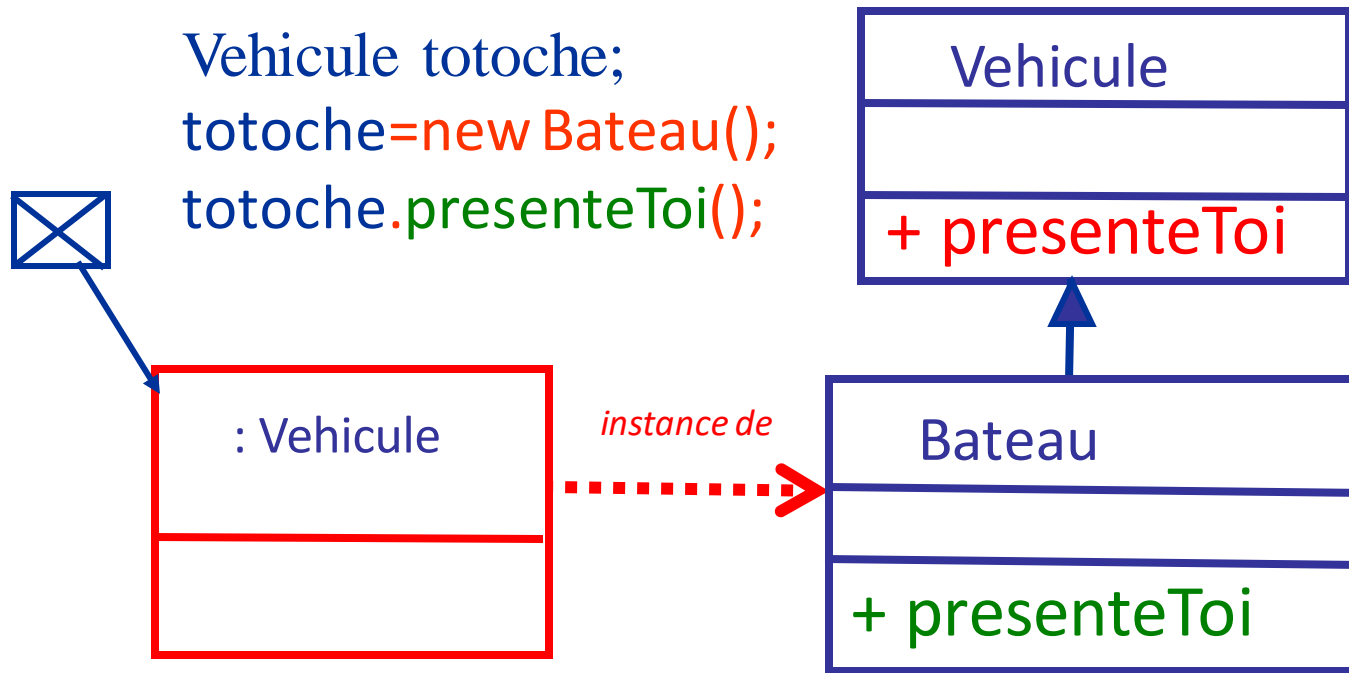 Vehicule totoche;
totoche=new Bateau();
totoche.presenteToi();
Vehicule
+ presenteToi
: Vehicule
instance de
Bateau
+ presenteToi